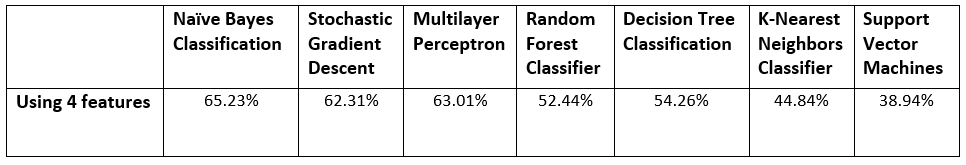 Naïve Bayes
Classification
Stochastic
Gradient
Descent
Multilayer
Perceptron
Random
Forest
Classifier
Decision Tree
Classification
K-Nearest
Neighbors
Classifier
Support
Vector
Machines
Using 4 features
65.23%
62.31%
63.01%
52.44%
54.26%
44.84%
38.94%